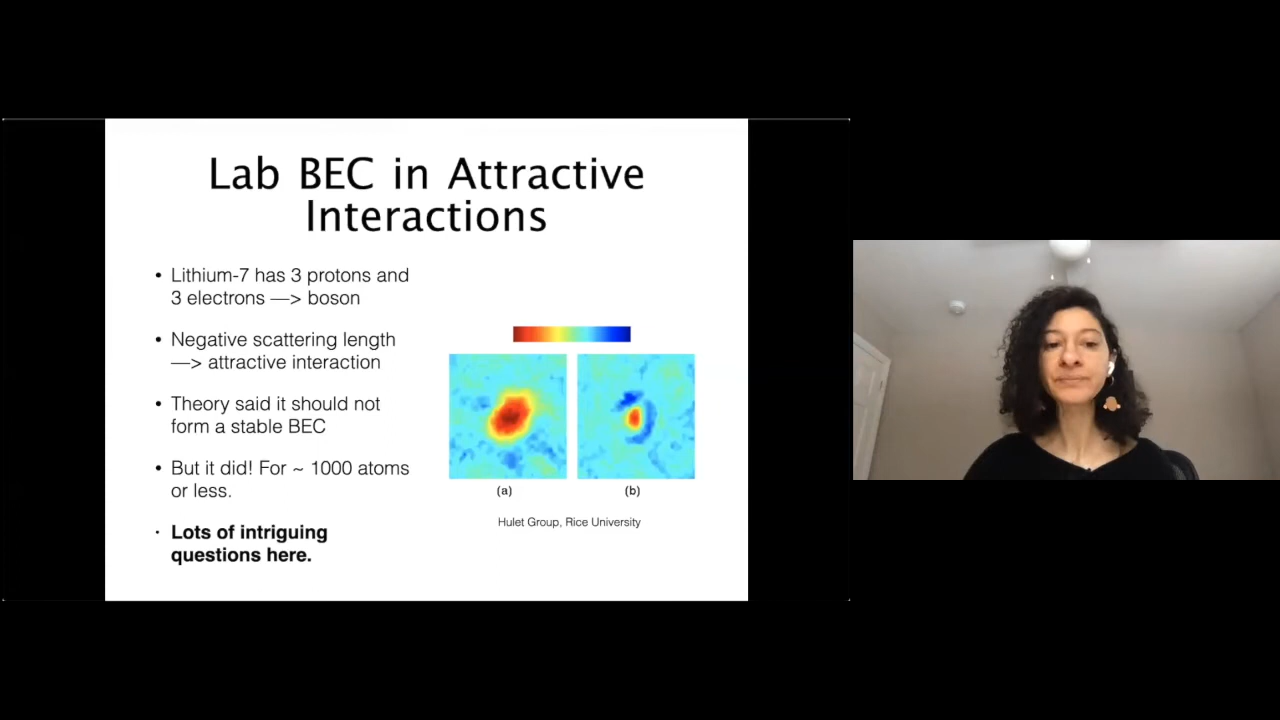 Lab BEC in Attractive
Interactions
• Lithium-7 has 3 protons and
3 electrons —> boson
• Negative scattering length
—> attractive interaction
• Theory said it should not
form a stable BEC
• But it did! For ~ 1000 atoms
or less.
• Lots of intriguing
questions here.
(a)
(b)
Hulet Group, Rice University